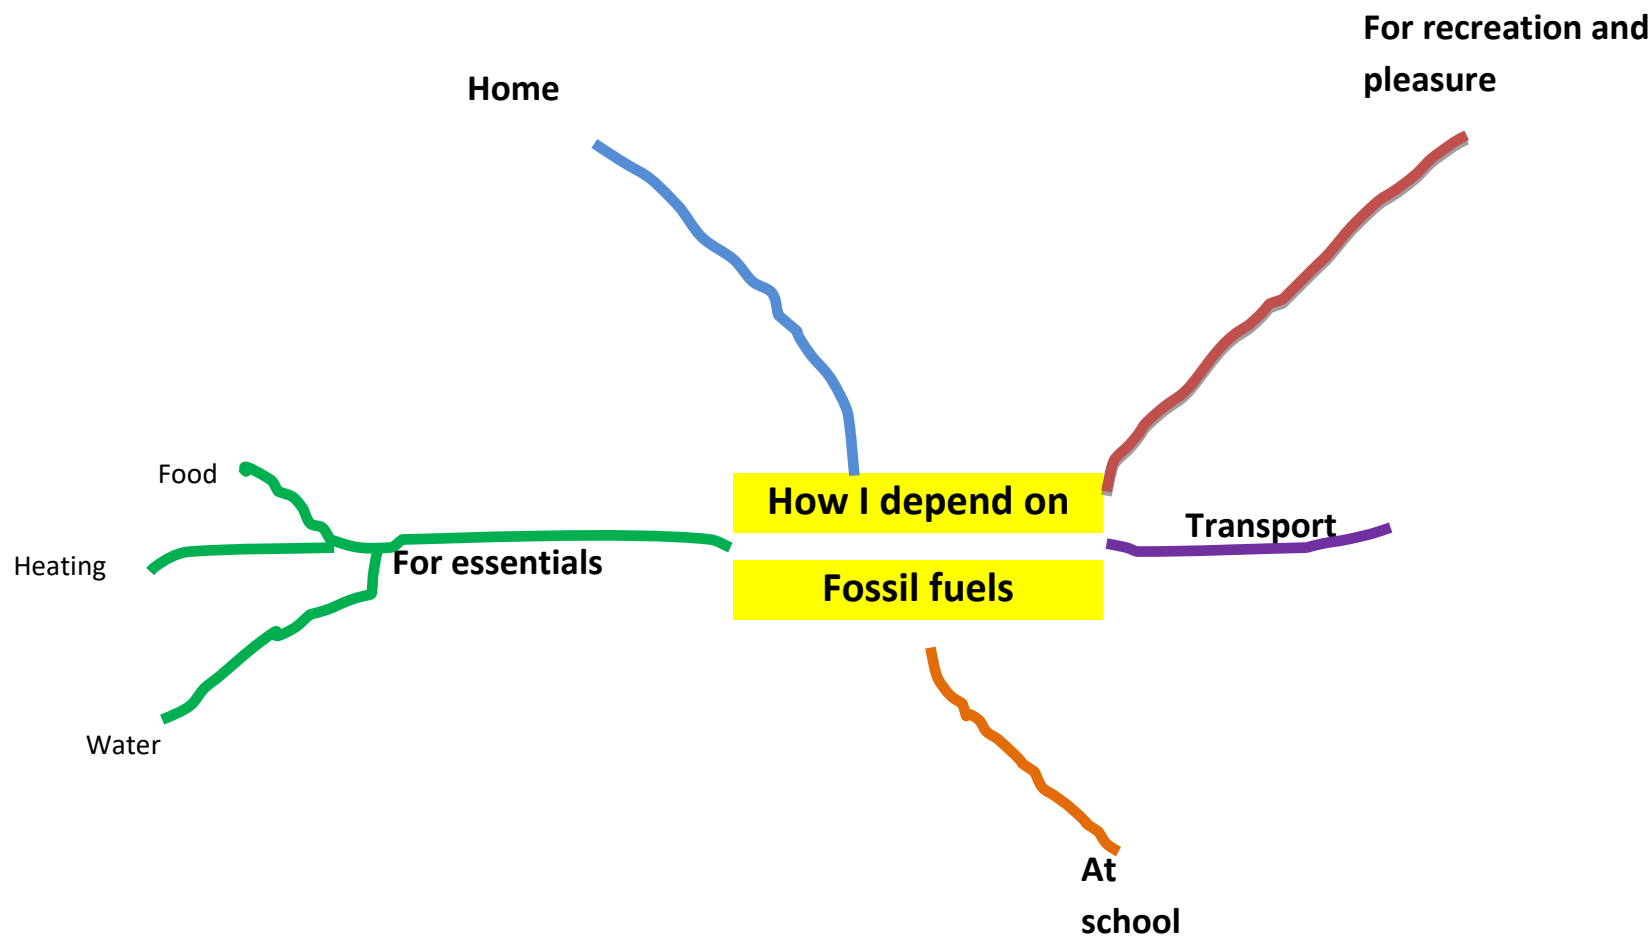 For recreation and
pleasure
Home
Food
How I depend on
Transport
Heating
For essentials
Fossil fuels
Water
At
school